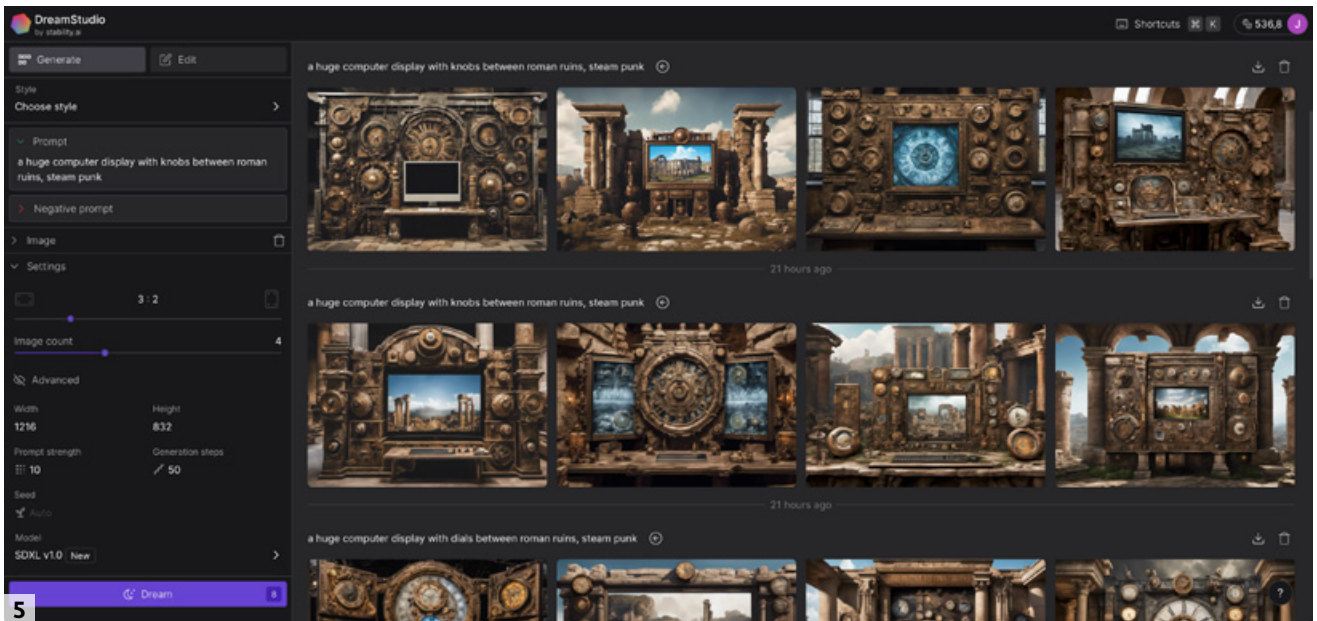 DreamStudio
by stability.ai
Shortcuts ⌘ K
536,8 J
Generate
Edit
Style
Choose style
Prompt
a huge computer display with knobs between roman
ruins, steam punk
Negative prompt
Image
Settings
3 : 2
Image count 4
Advanced
Width Height
1216 832
Prompt strength Generation steps
10 50
Seed
Auto
Model
SDXL v1.0 New
Dream 8
a huge computer display with knobs between roman ruins, steam punk
21 hours ago
a huge computer display with knobs between roman ruins, steam punk
21 hours ago
a huge computer display with dials between roman ruins, steam punk
?
5